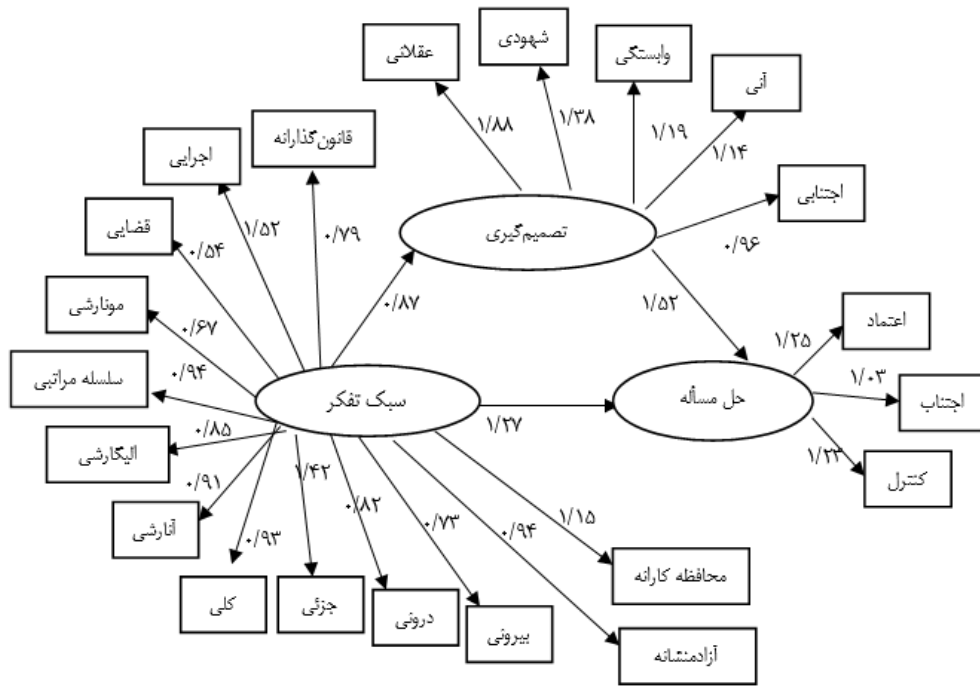 عقلانی
شهودی
وابستگی
آنی
اجتنابی
۱/۸۸
۱/۳۸
۱/۱۹
۱/۱۴
۰/۹۶
تصمیم‌گیری
قانون‌گذارانه
اجرایی
قضایی
مونارشی
سلسله مراتبی
الیگارشی
آنارشی
کلی
جزئی
درونی
بیرونی
آزادمنشانه
محافظه کارانه
۰/۷۹
۱/۵۲
۰/۵۴
۰/۶۷
۰/۹۴
۰/۸۵
۰/۹۱
۰/۹۳
۱/۴۲
۰/۸۲
۰/۷۳
۰/۹۴
۱/۱۵
سبک تفکر
۰/۸۷
۱/۲۷
۱/۵۲
حل مسأله
۱/۲۵
۱/۰۳
۱/۲۳
اعتماد
اجتناب
کنترل